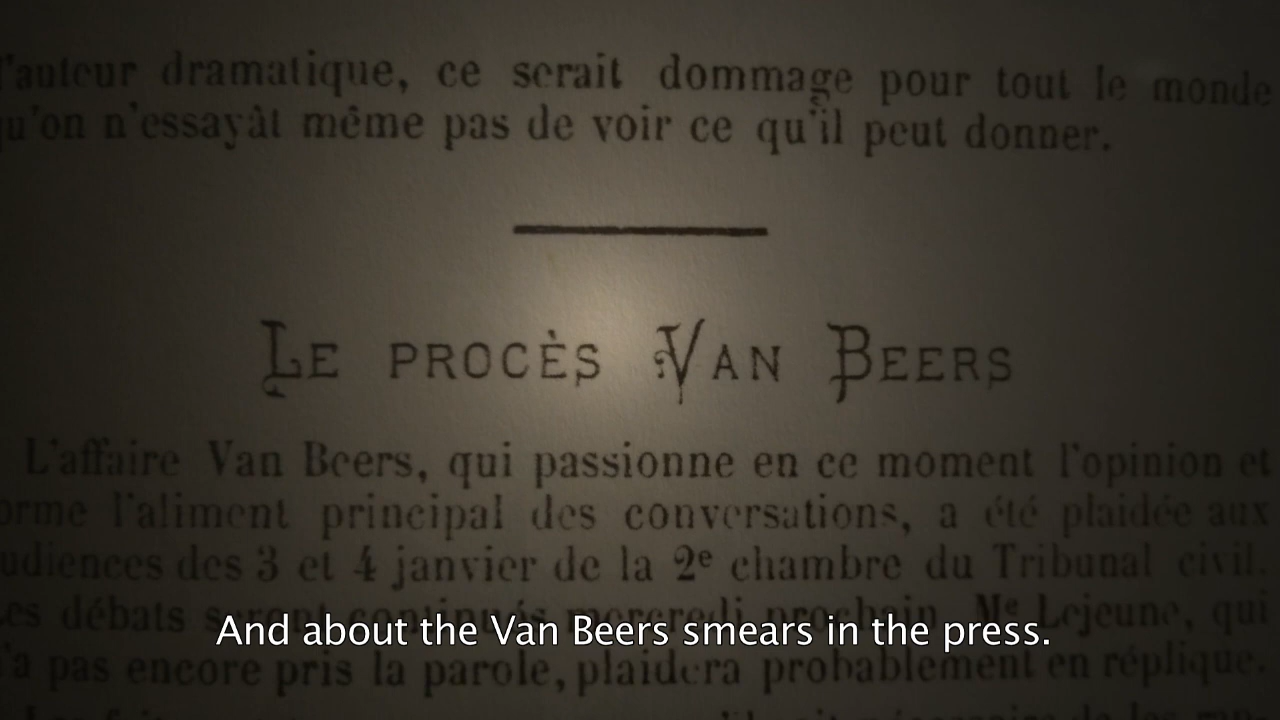 l'auteur dramatique, ce serait dommage pour tout le monde
qu'on n'essayât même pas de voir ce qu'il peut donner.
LE PROCÈS VAN BEERS
L'affaire Van Beers, qui passionne en ce moment l'opinion et
orme l'aliment principal des conversations, a été plaidée aux
udiences des 3 et 4 janvier de la 2e chambre du Tribunal civil.
Les débats seront continués mercredi prochain. Me Lejeune, qui
n'a pas encore pris la parole, plaidera probablement en réplique.
And about the Van Beers smears in the press.